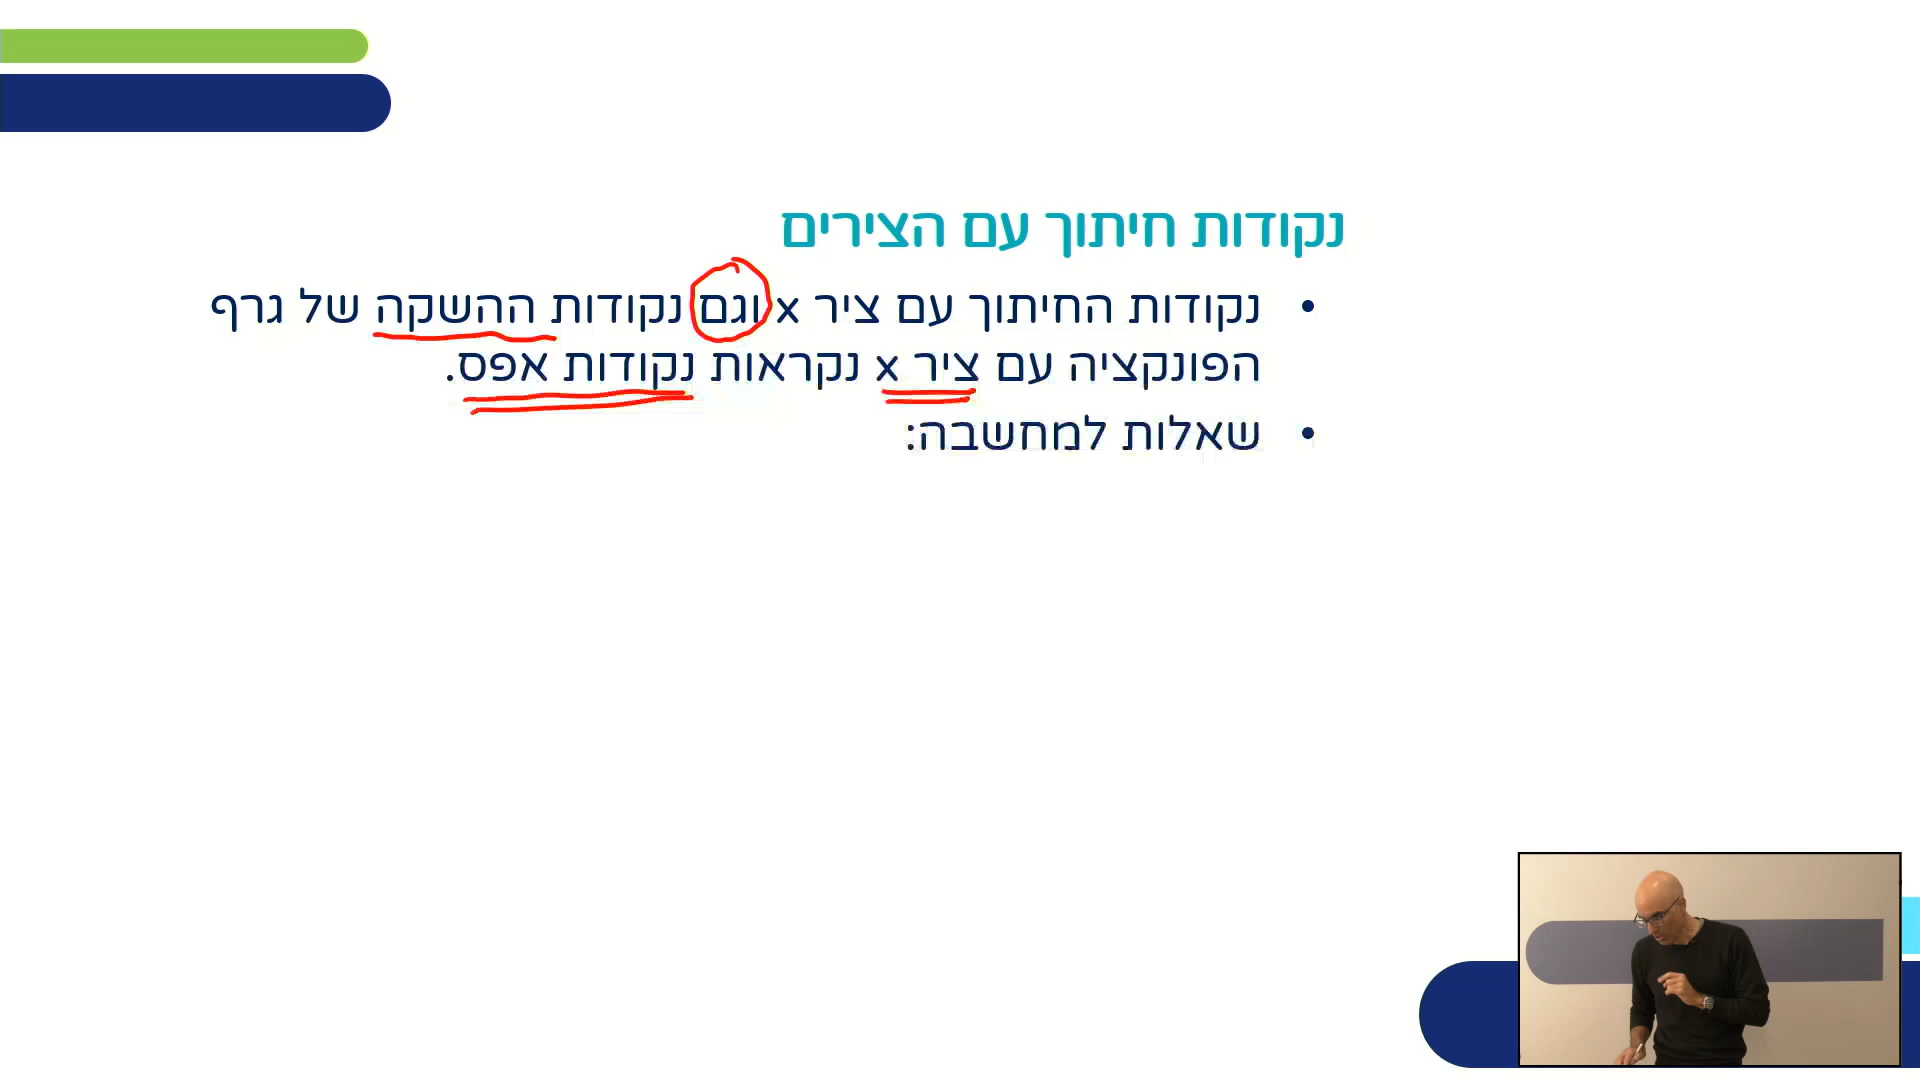 נקודות חיתוך עם הצירים
• נקודות החיתוך עם ציר x וגם נקודות ההשקה של גרף
הפונקציה עם ציר x נקראות נקודות אפס.
• שאלות למחשבה: